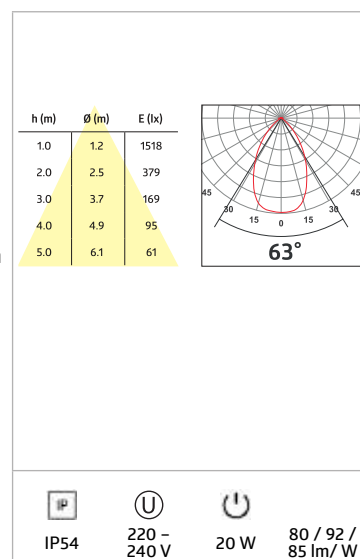 h (m) Ø (m) E (lx)
1.0 1.2 1518
2.0 2.5 379
3.0 3.7 169
4.0 4.9 95
5.0 6.1 61
45 30 15 0 15 30 45
63°
IP U
IP54 220 – 240 V 20 W 80 / 92 / 85 lm/ W